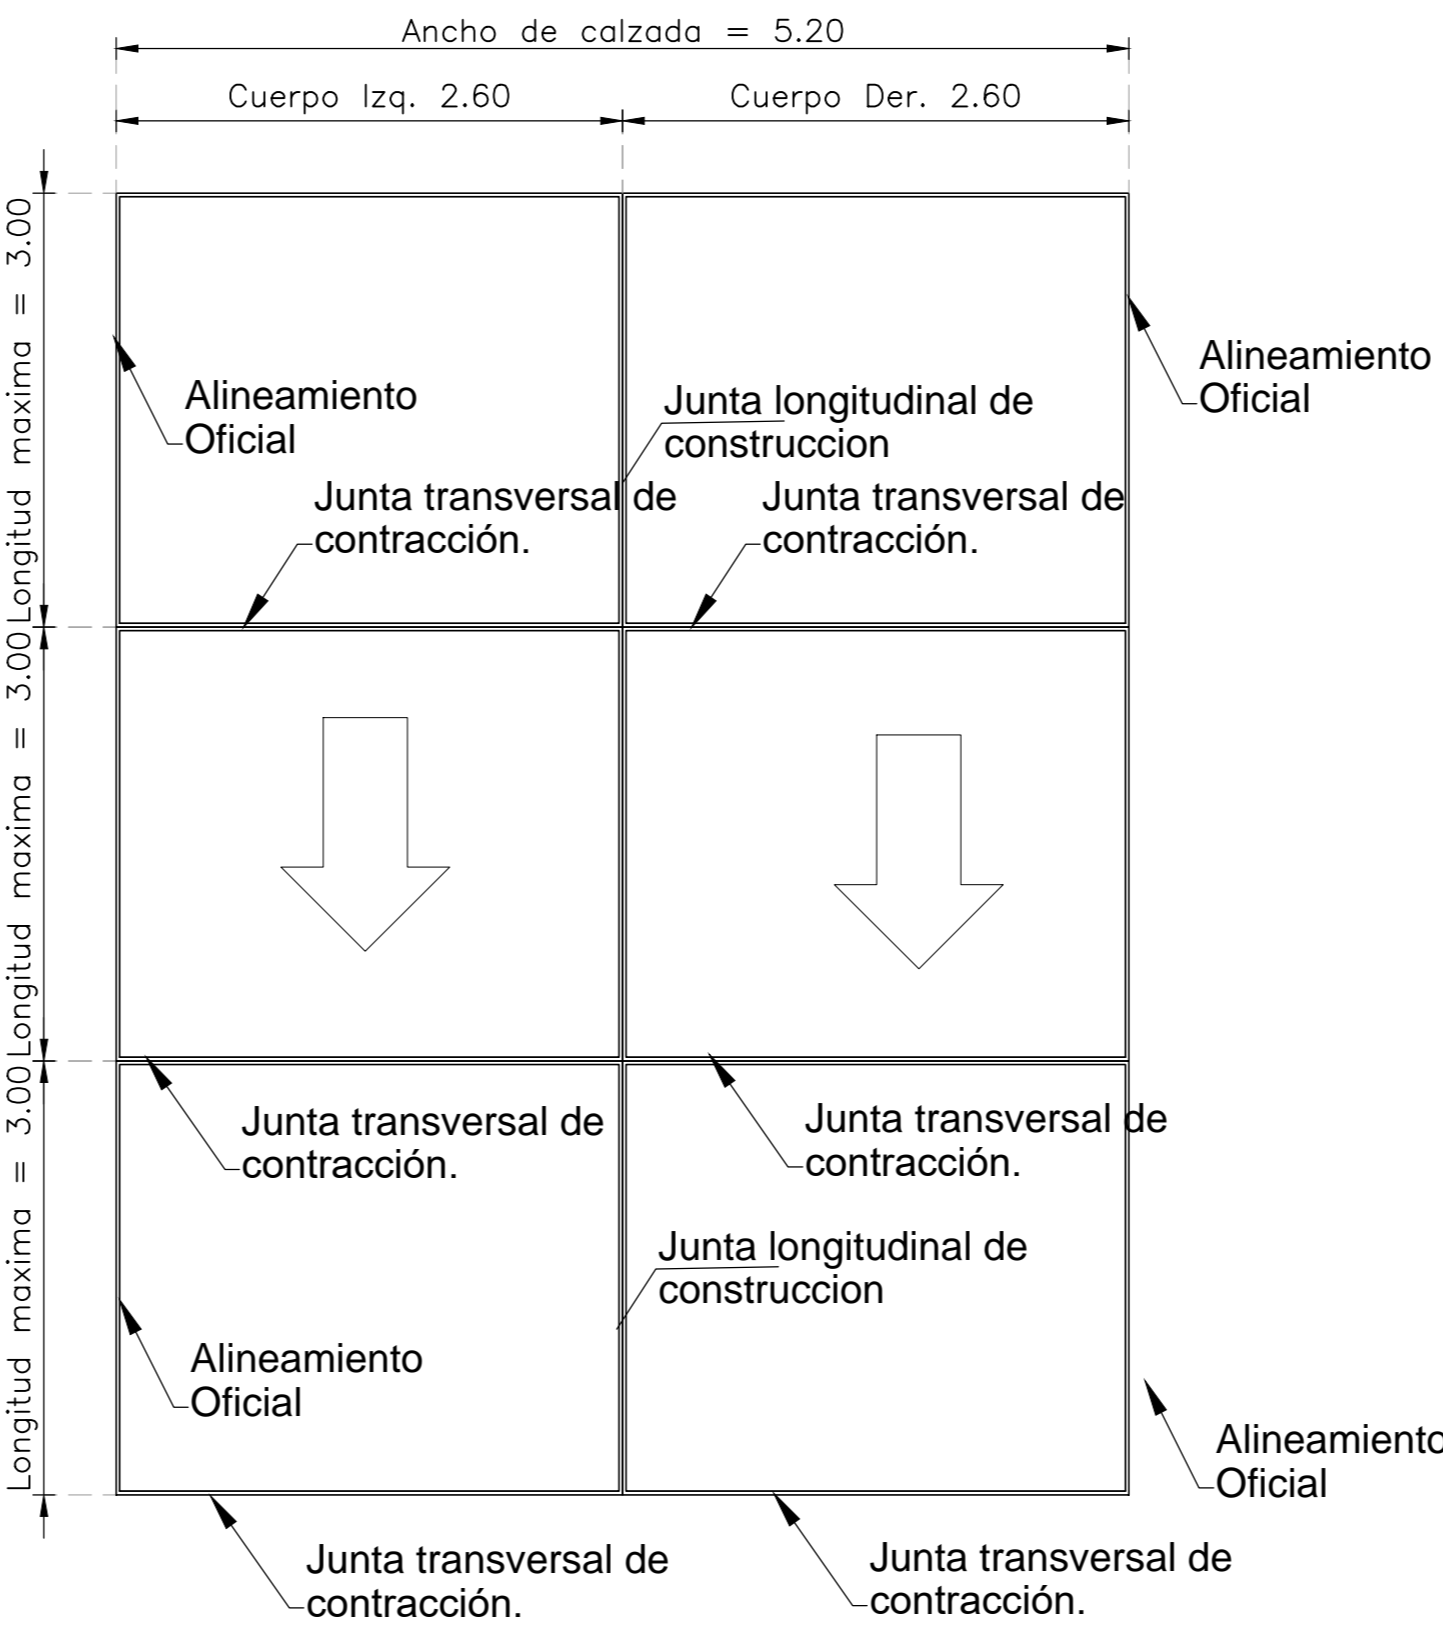 Ancho de calzada = 5.20
Cuerpo Izq. 2.60
Cuerpo Der. 2.60
Longitud maxima = 3.00
Alineamiento
Oficial
Alineamiento
Oficial
Junta longitudinal de
construccion
Junta transversal de
contracción.
Junta transversal de
contracción.
Longitud maxima = 3.00
Junta transversal de
contracción.
Junta transversal de
contracción.
Longitud maxima = 3.00
Junta longitudinal de
construccion
Alineamiento
Oficial
Alineamiento
Oficial
Junta transversal de
contracción.
Junta transversal de
contracción.